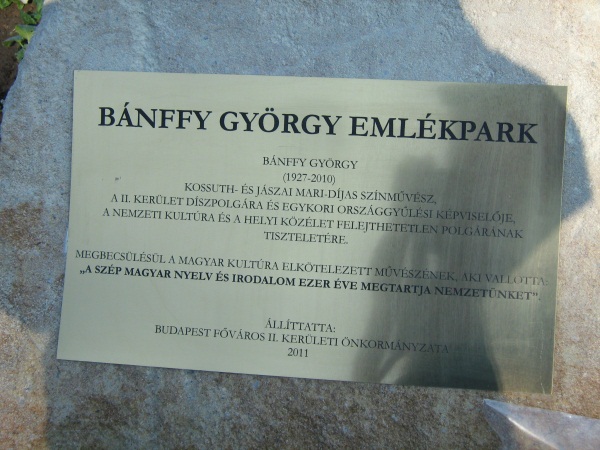 BÁNFFY GYÖRGY EMLÉKPARK
BÁNFFY GYÖRGY
(1927-2010)
KOSSUTH- ÉS JÁSZAI MARI-DÍJAS SZÍNMŰVÉSZ,
A II. KERÜLET DÍSZPOLGÁRA ÉS EGYKORI ORSZÁGGYŰLÉSI KÉPVISELŐJE,
A NEMZETI KULTÚRA ÉS A HELYI KÖZÉLET FELEJTHETETLEN POLGÁRÁNAK
TISZTELETÉRE.
MEGBECSÜLÉSÜL A MAGYAR KULTÚRA ELKÖTELEZETT MŰVÉSZÉNEK, AKI VALLOTTA:
„A SZÉP MAGYAR NYELV ÉS IRODALOM EZER ÉVE MEGTARTJA NEMZETÜNKET"
ÁLLÍTTATTA:
BUDAPEST FŐVÁROS II. KERÜLETI ÖNKORMÁNYZATA
2011